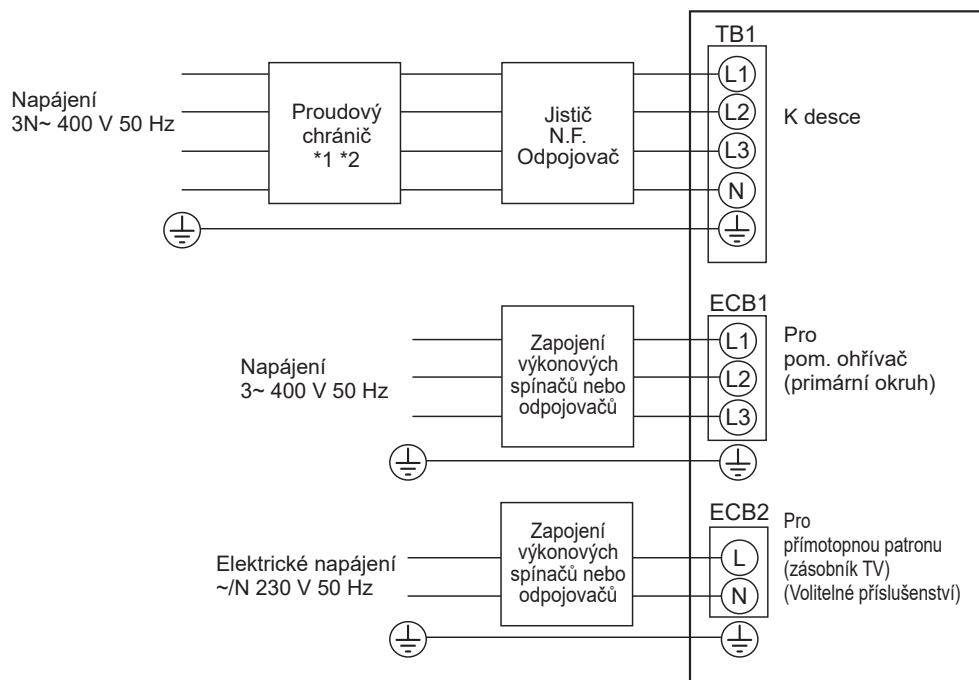 TB1
Napájení
3N~ 400 V 50 Hz
Proudový
chránič
*1 *2
Jistič
N.F.
Odpojovač
L1
L2
L3
N
K desce
ECB1
Napájení
3~ 400 V 50 Hz
Zapojení
výkonových
spínačů nebo
odpojovačů
L1
L2
L3
Pro
pom. ohřívač
(primární okruh)
ECB2
Elektrické napájení
~/N 230 V 50 Hz
Zapojení
výkonových
spínačů nebo
odpojovačů
L
N
Pro
přímotopnou patronu
(zásobník TV)
(Volitelné příslušenství)